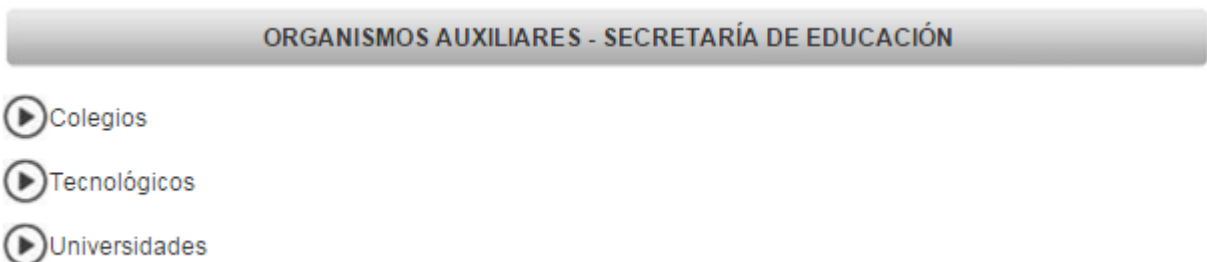 ORGANISMOS AUXILIARES - SECRETARÍA DE EDUCACIÓN
Colegios
Tecnológicos
Universidades